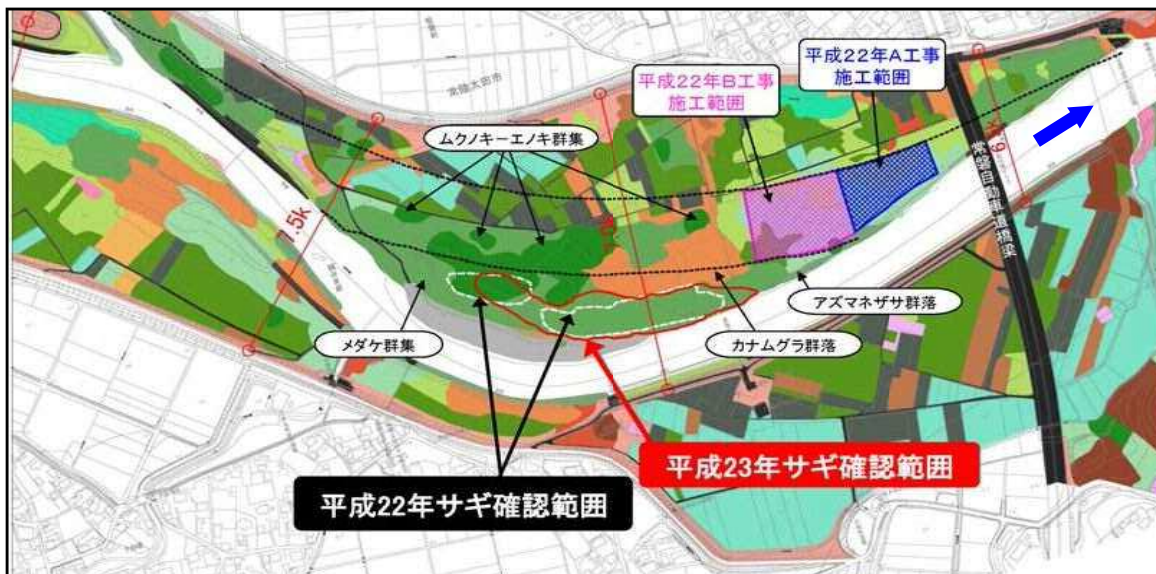 平成22年A工事
施工範囲
平成22年B工事
施工範囲
常陸太田市
ムクノキーエノキ群集
7.5k
常磐自動車道橋梁
アズマネザサ群落
メダケ群集
カナムグラ群落
平成23年サギ確認範囲
平成22年サギ確認範囲